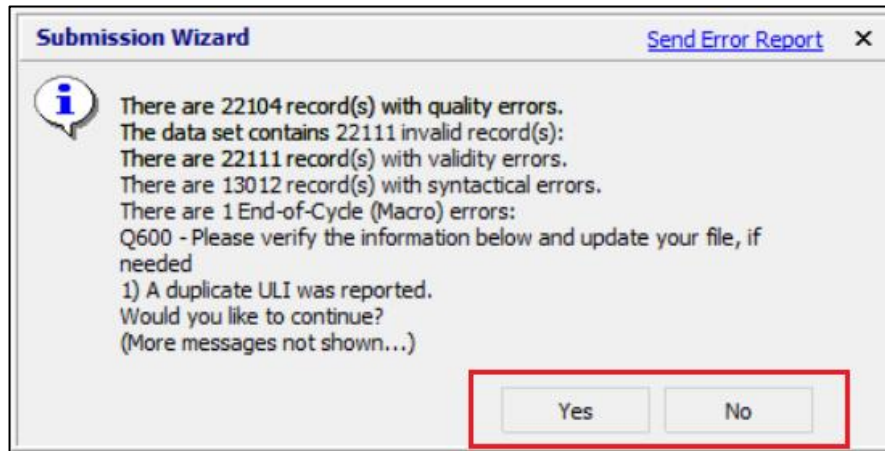 Submission Wizard Send Error Report
There are 22104 record(s) with quality errors.
The data set contains 22111 invalid record(s):
There are 22111 record(s) with validity errors.
There are 13012 record(s) with syntactical errors.
There are 1 End-of-Cycle (Macro) errors:
Q600 - Please verify the information below and update your file, if
needed
1) A duplicate ULI was reported.
Would you like to continue?
(More messages not shown...)
Yes No